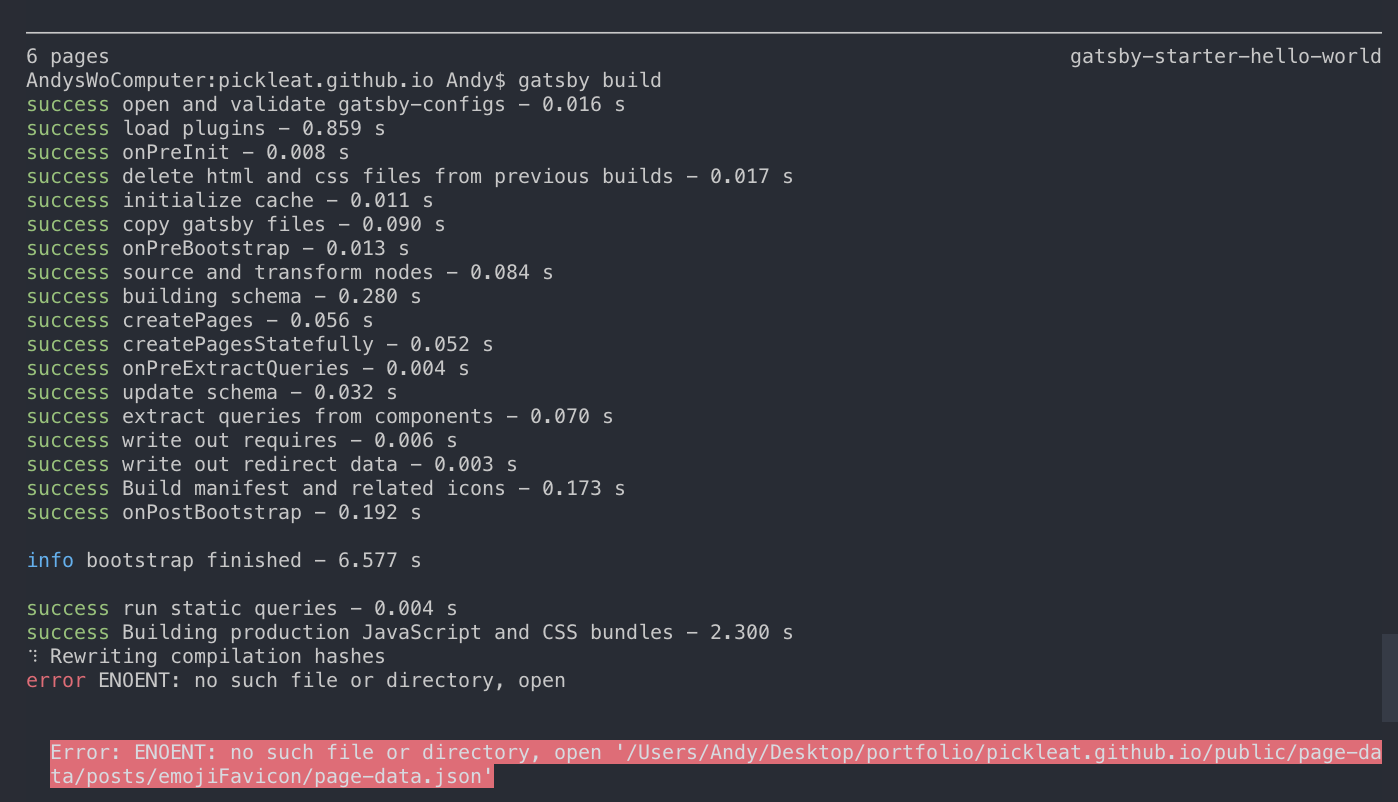 6 pages gatsby-starter-hello-world
AndysWoComputer:pickleat.github.io Andy$ gatsby build
success open and validate gatsby-configs — 0.016 s
success load plugins — 0.859 s
success onPreInit — 0.008 s
success delete html and css files from previous builds — 0.017 s
success initialize cache — 0.011 s
success copy gatsby files — 0.090 s
success onPreBootstrap — 0.013 s
success source and transform nodes — 0.084 s
success building schema — 0.280 s
success createPages — 0.056 s
success createPagesStatefully — 0.052 s
success onPreExtractQueries — 0.004 s
success update schema — 0.032 s
success extract queries from components — 0.070 s
success write out requires — 0.006 s
success write out redirect data — 0.003 s
success Build manifest and related icons — 0.173 s
success onPostBootstrap — 0.192 s
info bootstrap finished — 6.577 s
success run static queries — 0.004 s
success Building production JavaScript and CSS bundles — 2.300 s
⠹ Rewriting compilation hashes
error ENOENT: no such file or directory, open
Error: ENOENT: no such file or directory, open '/Users/Andy/Desktop/portfolio/pickleat.github.io/public/page-da
ta/posts/emojiFavicon/page-data.json'